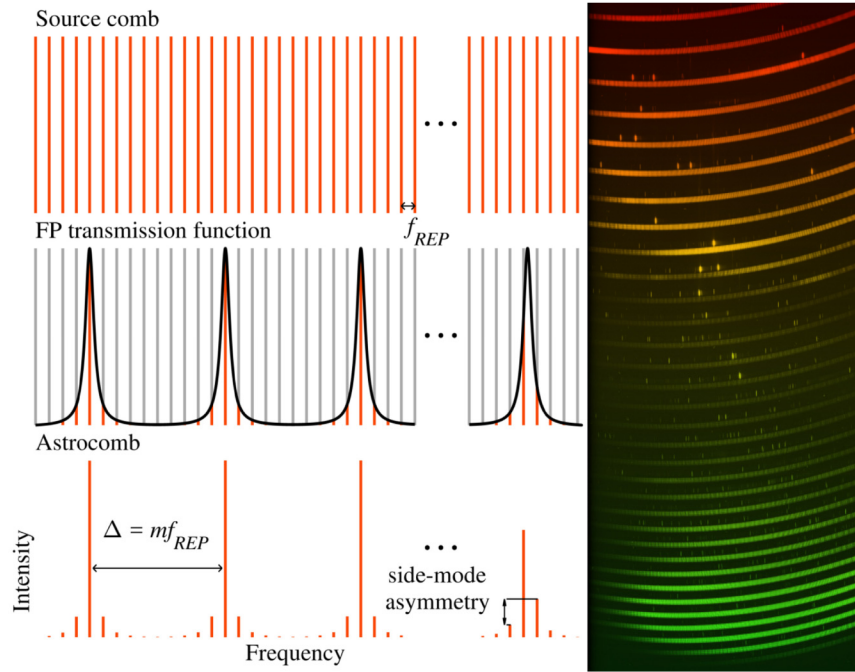 Source comb
f_REP
FP transmission function
Astrocomb
Δ = mf_REP
side-mode
asymmetry
Intensity
Frequency